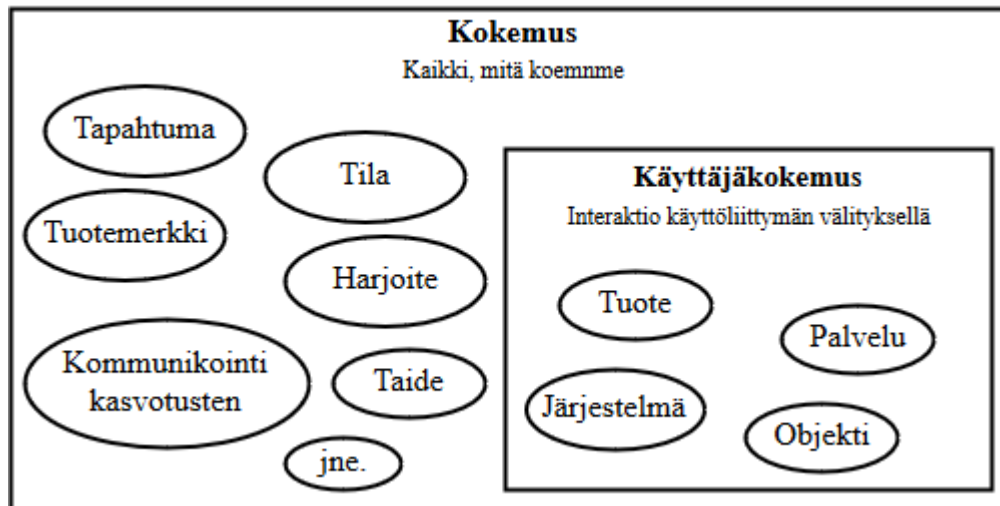 Kokemus
Kaikki, mitä koemnme
Tapahtuma
Tila
Tuotemerkki
Harjoite
Kommunikointi
kasvotusten
Taide
jne.
Käyttäjäkokemus
Interaktio käyttöliittymän välityksellä
Tuote
Palvelu
Järjestelmä
Objekti